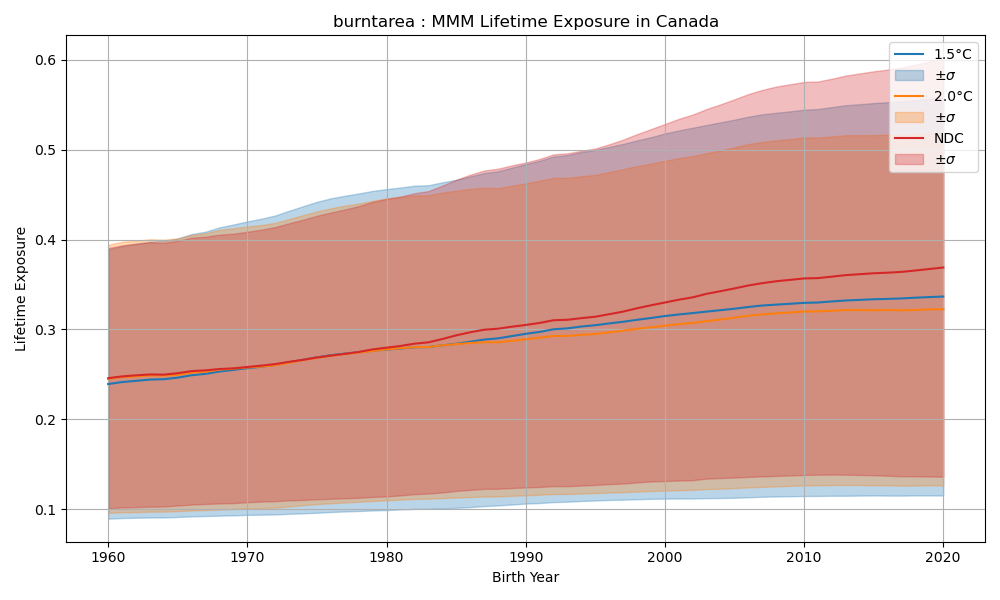 burntarea : MMM Lifetime Exposure in Canada
Lifetime Exposure
0.6
0.5
0.4
0.3
0.2
0.1
1960 1970 1980 1990 2000 2010 2020
Birth Year
1.5°C
±σ
2.0°C
±σ
NDC
±σ